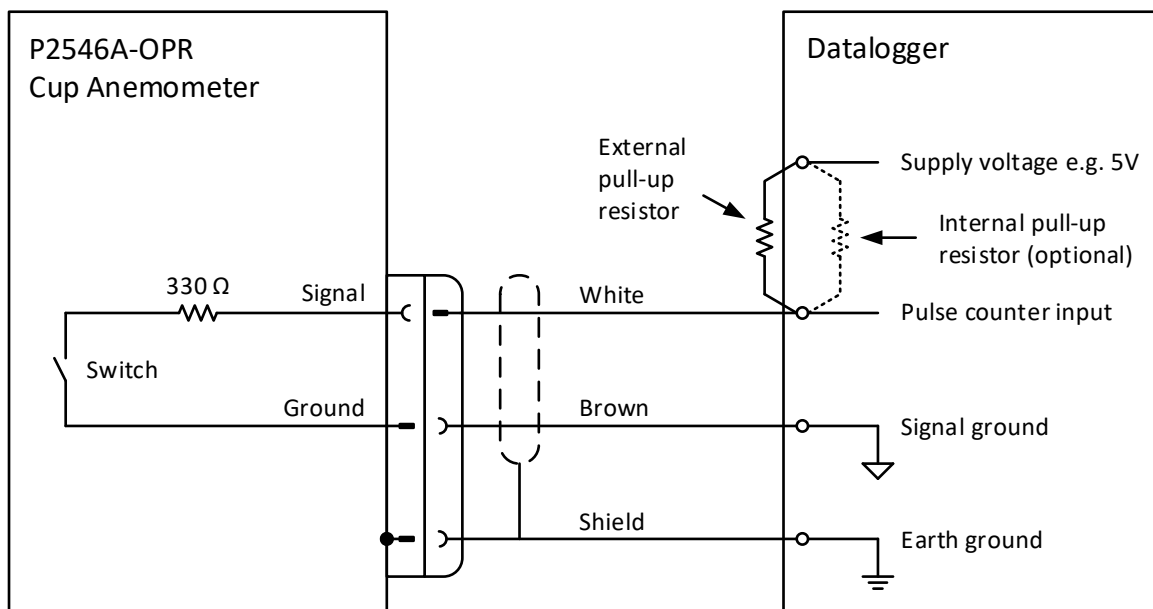 P2546A-OPR
Cup Anemometer
Datalogger
External
pull-up
resistor
Supply voltage e.g. 5V
Internal pull-up
resistor (optional)
330 Ω
Signal
White
Pulse counter input
Switch
Ground
Brown
Signal ground
Shield
Earth ground